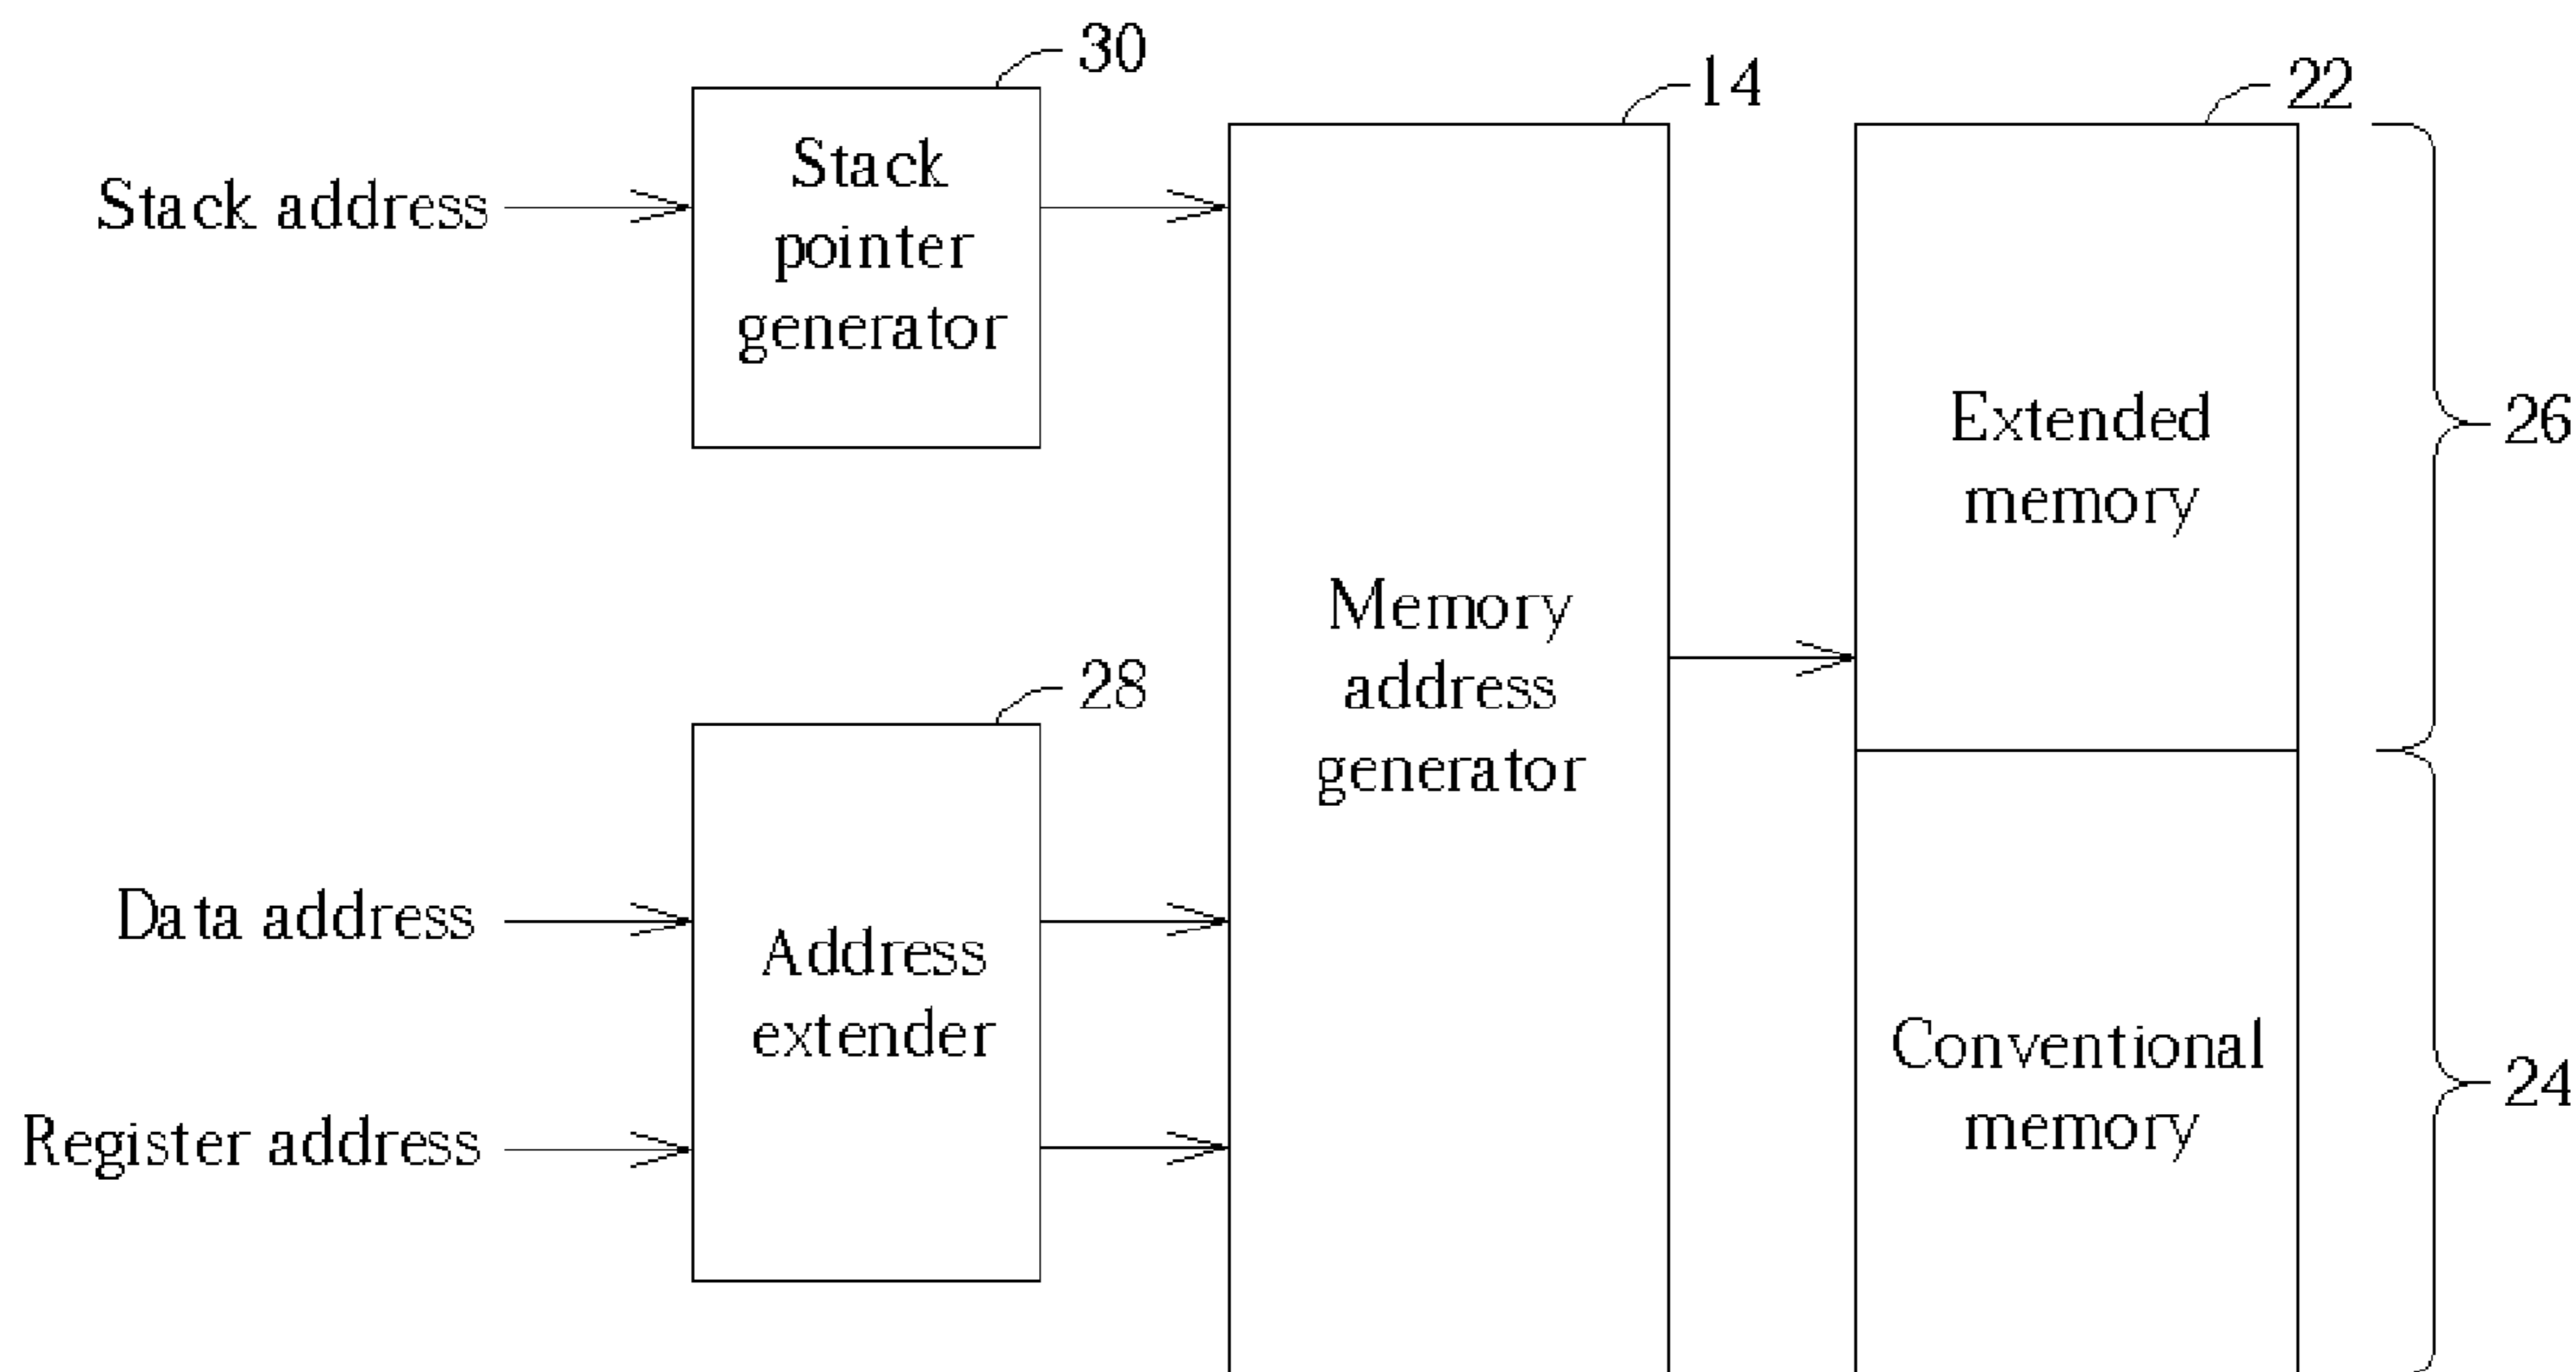 30
14
22
Stack address
Stack
pointer
generator
Extended
memory
26
Memory
address
generator
28
Data address
Address
extender
Register address
Conventional
memory
24